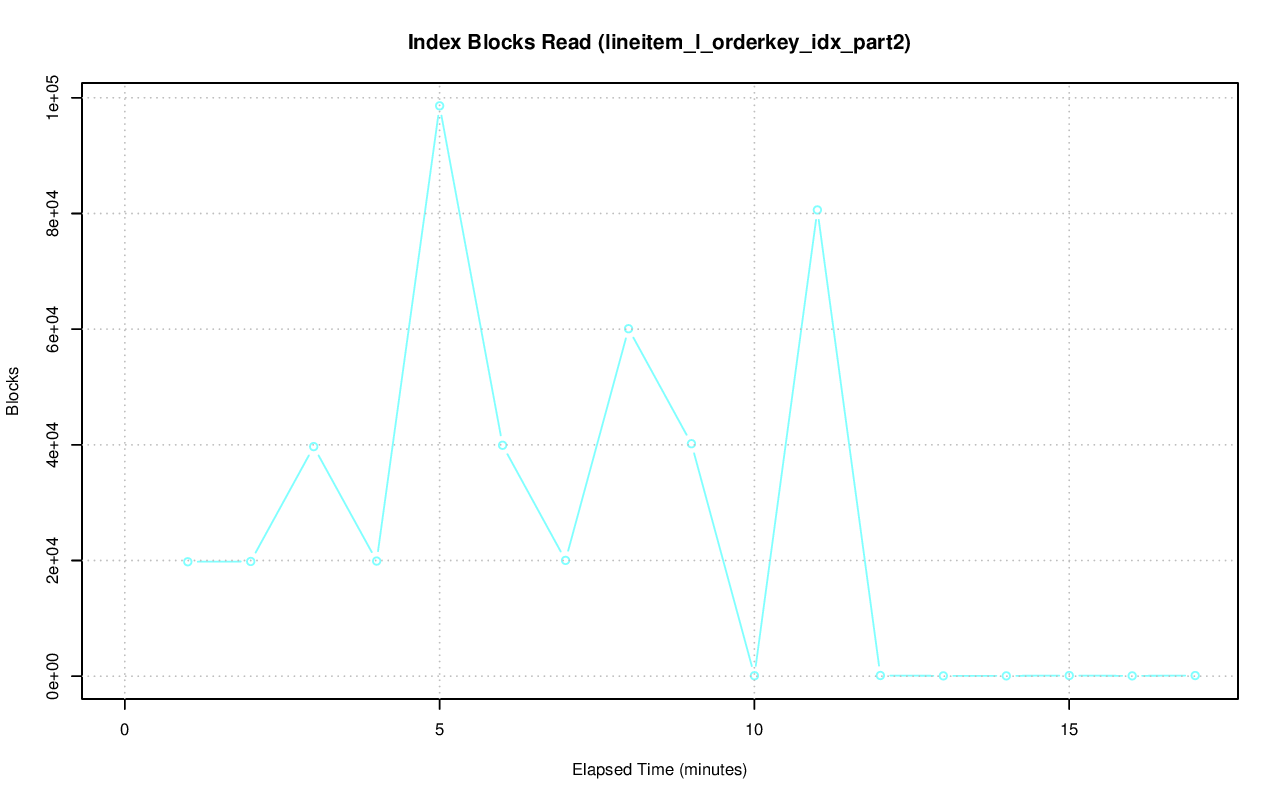 Index Blocks Read (lineitem_l_orderkey_idx_part2)
1e+05
8e+04
6e+04
4e+04
2e+04
0e+00
Blocks
0 5 10 15
Elapsed Time (minutes)